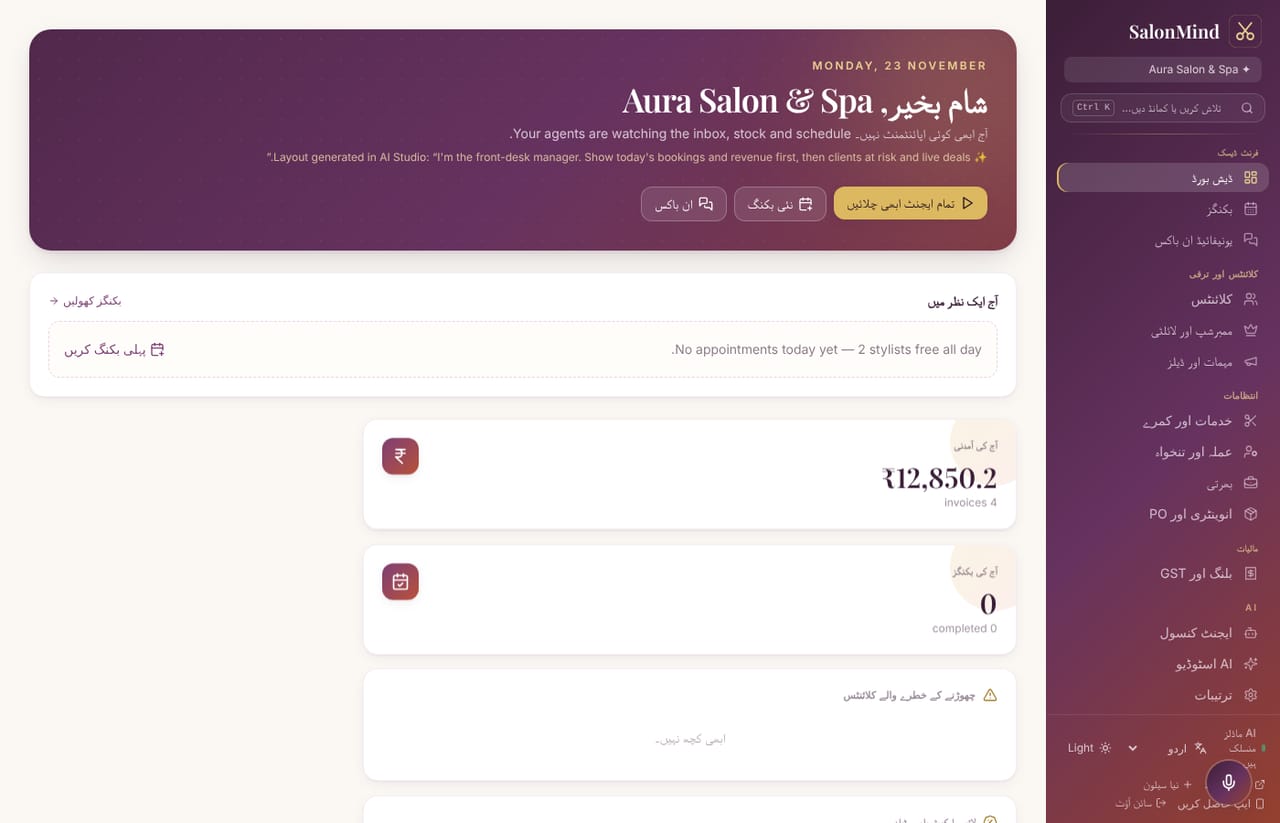 SalonMind
Aura Salon & Spa ✦
تلاش کریں یا کمانڈ دیں... Ctrl K
فرنٹ ڈیسک
ڈیش بورڈ
بکنگز
یونیفائیڈ ان باکس
کلائنٹس اور ترقی
کلائنٹس
ممبرشپ اور لائلٹی
مہمات اور ڈیلز
انتظامات
خدمات اور کمرے
عملہ اور تنخواہ
بھرتی
انوینٹری اور PO
مالیات
بلنگ اور GST
AI
ایجنٹ کنسول
AI اسٹوڈیو
ترتیبات
AI ماڈلز منسلک ہیں
اردو
Light
نیا سیلون
سائن آؤٹ
MONDAY, 23 NOVEMBER
شام بخیر, Aura Salon & Spa
آج ابھی کوئی اپائنٹمنٹ نہیں۔ Your agents are watching the inbox, stock and schedule.
✨ Layout generated in AI Studio: "I'm the front-desk manager. Show today's bookings and revenue first, then clients at risk and live deals."
تمام ایجنٹ ابھی چلائیں
نئی بکنگ
ان باکس
آج ایک نظر میں
بکنگز کھولیں
No appointments today yet — 2 stylists free all day.
پہلی بکنگ کریں
آج کی آمدنی
₹12,850.2
4 invoices
آج کی بکنگز
0
0 completed
چھوڑنے کے خطرے والے کلائنٹس
ابھی کچھ نہیں۔